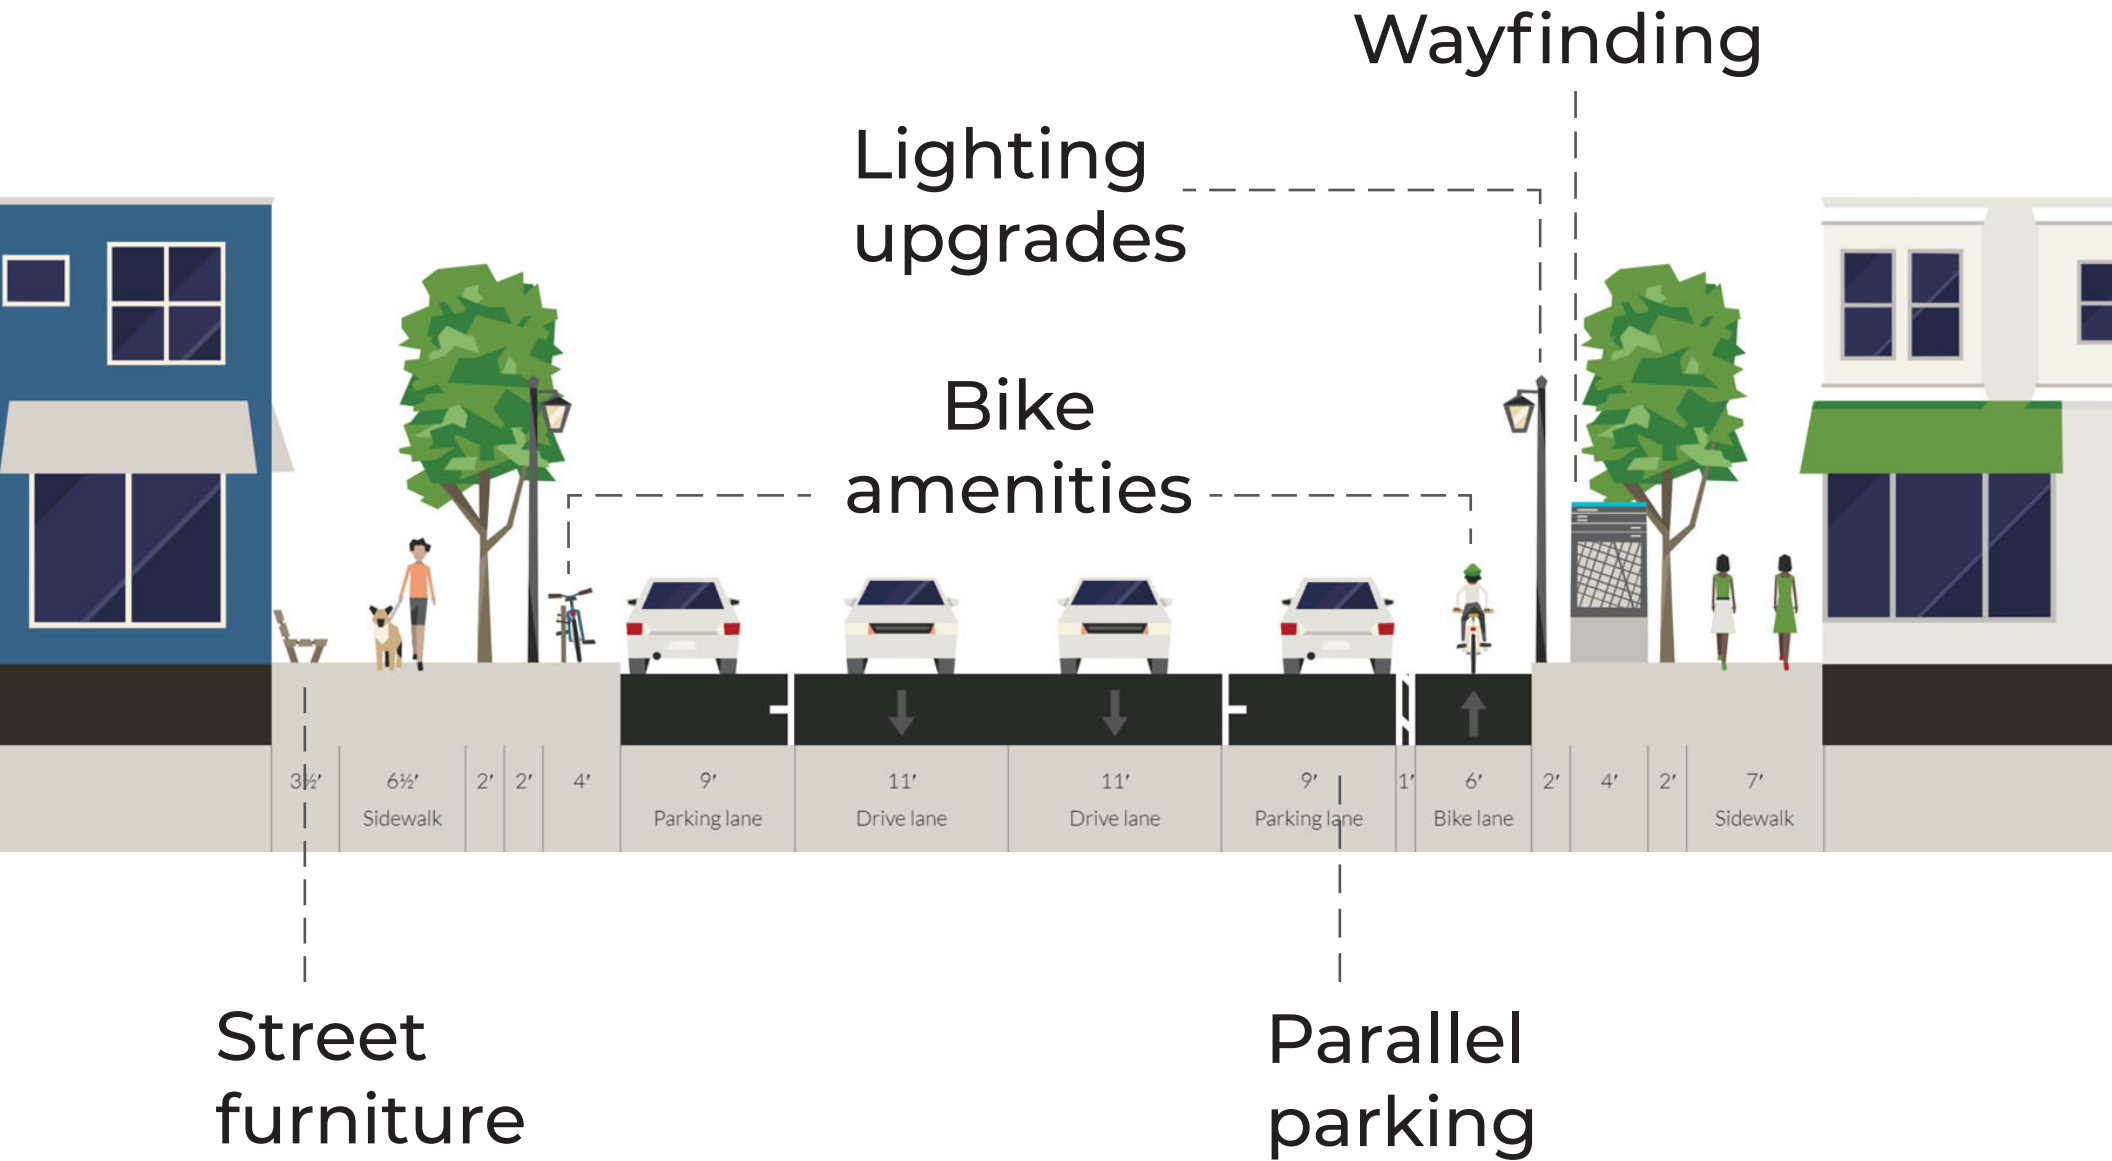 Wayfinding
Lighting
upgrades
Bike
amenities
3½′ 6½′ 2′ 2′ 4′ 9′ 11′ 11′ 9′ 1′ 6′ 2′ 4′ 2′ 7′
Sidewalk Parking lane Drive lane Drive lane Parking lane Bike lane Sidewalk
Street
furniture
Parallel
parking